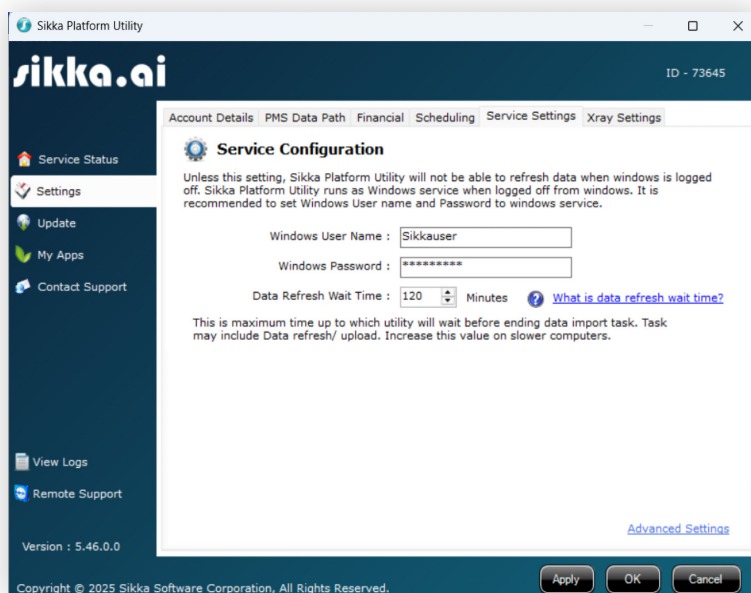 Sikka Platform Utility
sikka.ai
ID - 73645
Account Details PMS Data Path Financial Scheduling Service Settings Xray Settings
Service Status
Settings
Update
My Apps
Contact Support
View Logs
Remote Support
Version : 5.46.0.0
Service Configuration
Unless this setting, Sikka Platform Utility will not be able to refresh data when windows is logged
off. Sikka Platform Utility runs as Windows service when logged off from windows. It is
recommended to set Windows User name and Password to windows service.
Windows User Name : Sikkauser
Windows Password : *********
Data Refresh Wait Time : 120 Minutes ? What is data refresh wait time?
This is maximum time up to which utility will wait before ending data import task. Task
may include Data refresh/ upload. Increase this value on slower computers.
Advanced Settings
Apply OK Cancel
Copyright © 2025 Sikka Software Corporation, All Rights Reserved.